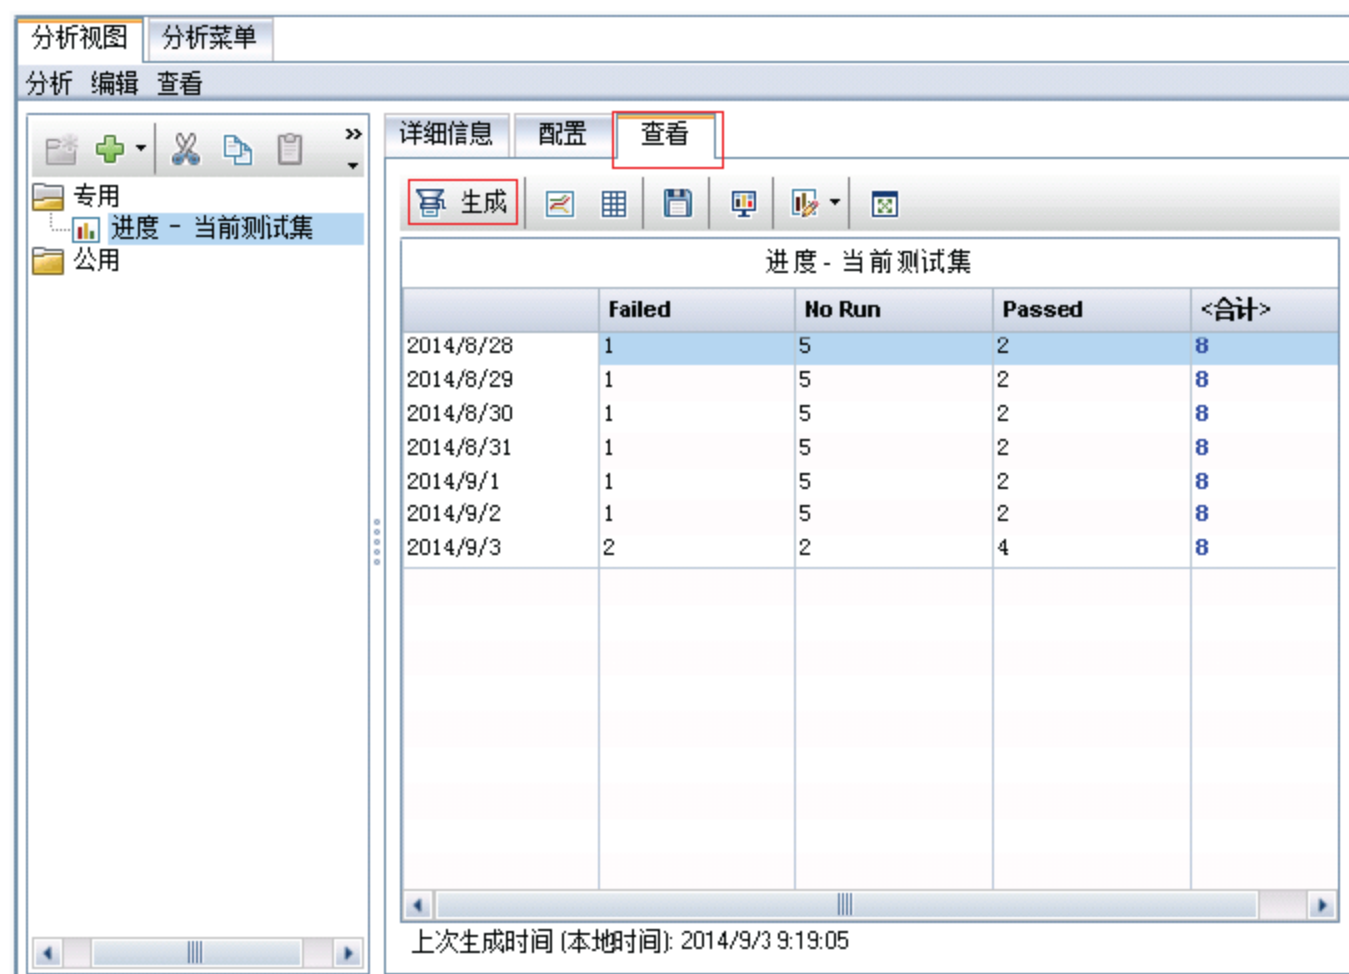 分析视图 分析菜单
分析 编辑 查看
专用
进度 - 当前测试集
公用
详细信息 配置 查看
生成
进度 - 当前测试集
Failed No Run Passed <合计>
2014/8/28 1 5 2 8
2014/8/29 1 5 2 8
2014/8/30 1 5 2 8
2014/8/31 1 5 2 8
2014/9/1 1 5 2 8
2014/9/2 1 5 2 8
2014/9/3 2 2 4 8
上次生成时间 (本地时间): 2014/9/3 9:19:05